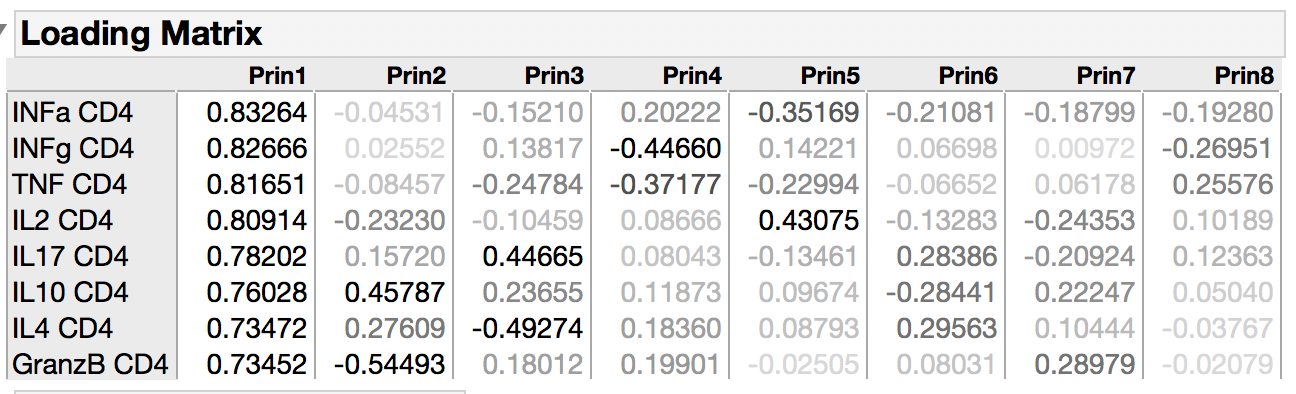 Loading Matrix
Prin1 Prin2 Prin3 Prin4 Prin5 Prin6 Prin7 Prin8
INFa CD4 0.83264 -0.04531 -0.15210 0.20222 -0.35169 -0.21081 -0.18799 -0.19280
INFg CD4 0.82666 0.02552 0.13817 -0.44660 0.14221 0.06698 0.00972 -0.26951
TNF CD4 0.81651 -0.08457 -0.24784 -0.37177 -0.22994 -0.06652 0.06178 0.25576
IL2 CD4 0.80914 -0.23230 -0.10459 0.08666 0.43075 -0.13283 -0.24353 0.10189
IL17 CD4 0.78202 0.15720 0.44665 0.08043 -0.13461 0.28386 -0.20924 0.12363
IL10 CD4 0.76028 0.45787 0.23655 0.11873 0.09674 -0.28441 0.22247 0.05040
IL4 CD4 0.73472 0.27609 -0.49274 0.18360 0.08793 0.29563 0.10444 -0.03767
GranzB CD4 0.73452 -0.54493 0.18012 0.19901 -0.02505 0.08031 0.28979 -0.02079